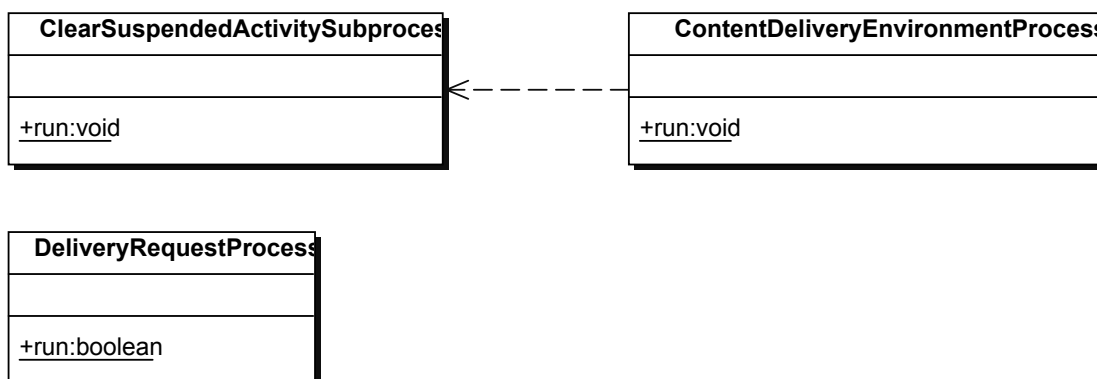 ClearSuspendedActivitySubproces
ContentDeliveryEnvironmentProcess
+run:void
+run:void
DeliveryRequestProcess
+run:boolean